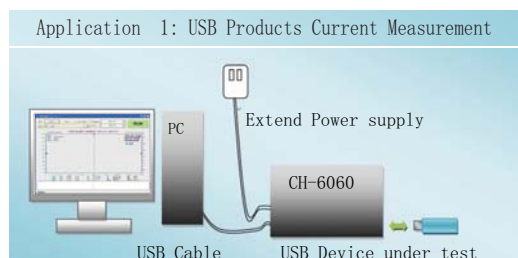 Application 1: USB Products Current Measurement
PC
Extend Power supply
CH-6060
USB Cable
USB Device under test